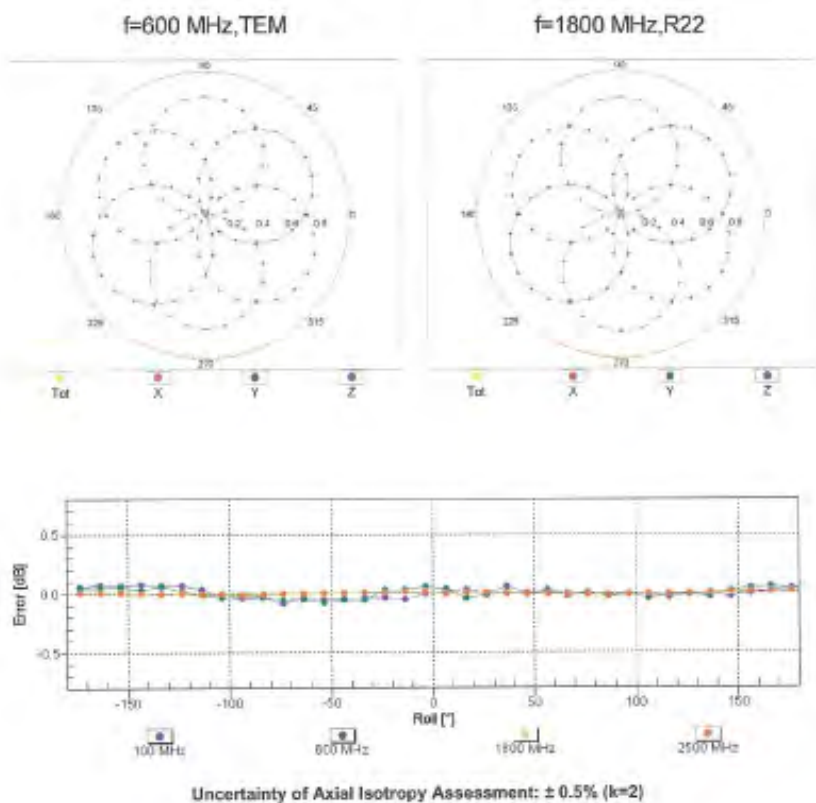 f=600 MHz,TEM
f=1800 MHz,R22
90
135
45
180
0.2 0.4 0.6 0.8
0
225
315
270
Tot X Y Z
90
135
45
180
0.2 0.4 0.6 0.8
0
225
315
270
Tot X Y Z
Error [dB]
0.5
0.0
-0.5
-150 -100 -50 0 50 100 150
Roll [°]
100 MHz 600 MHz 1800 MHz 2500 MHz
Uncertainty of Axial Isotropy Assessment: ± 0.5% (k=2)